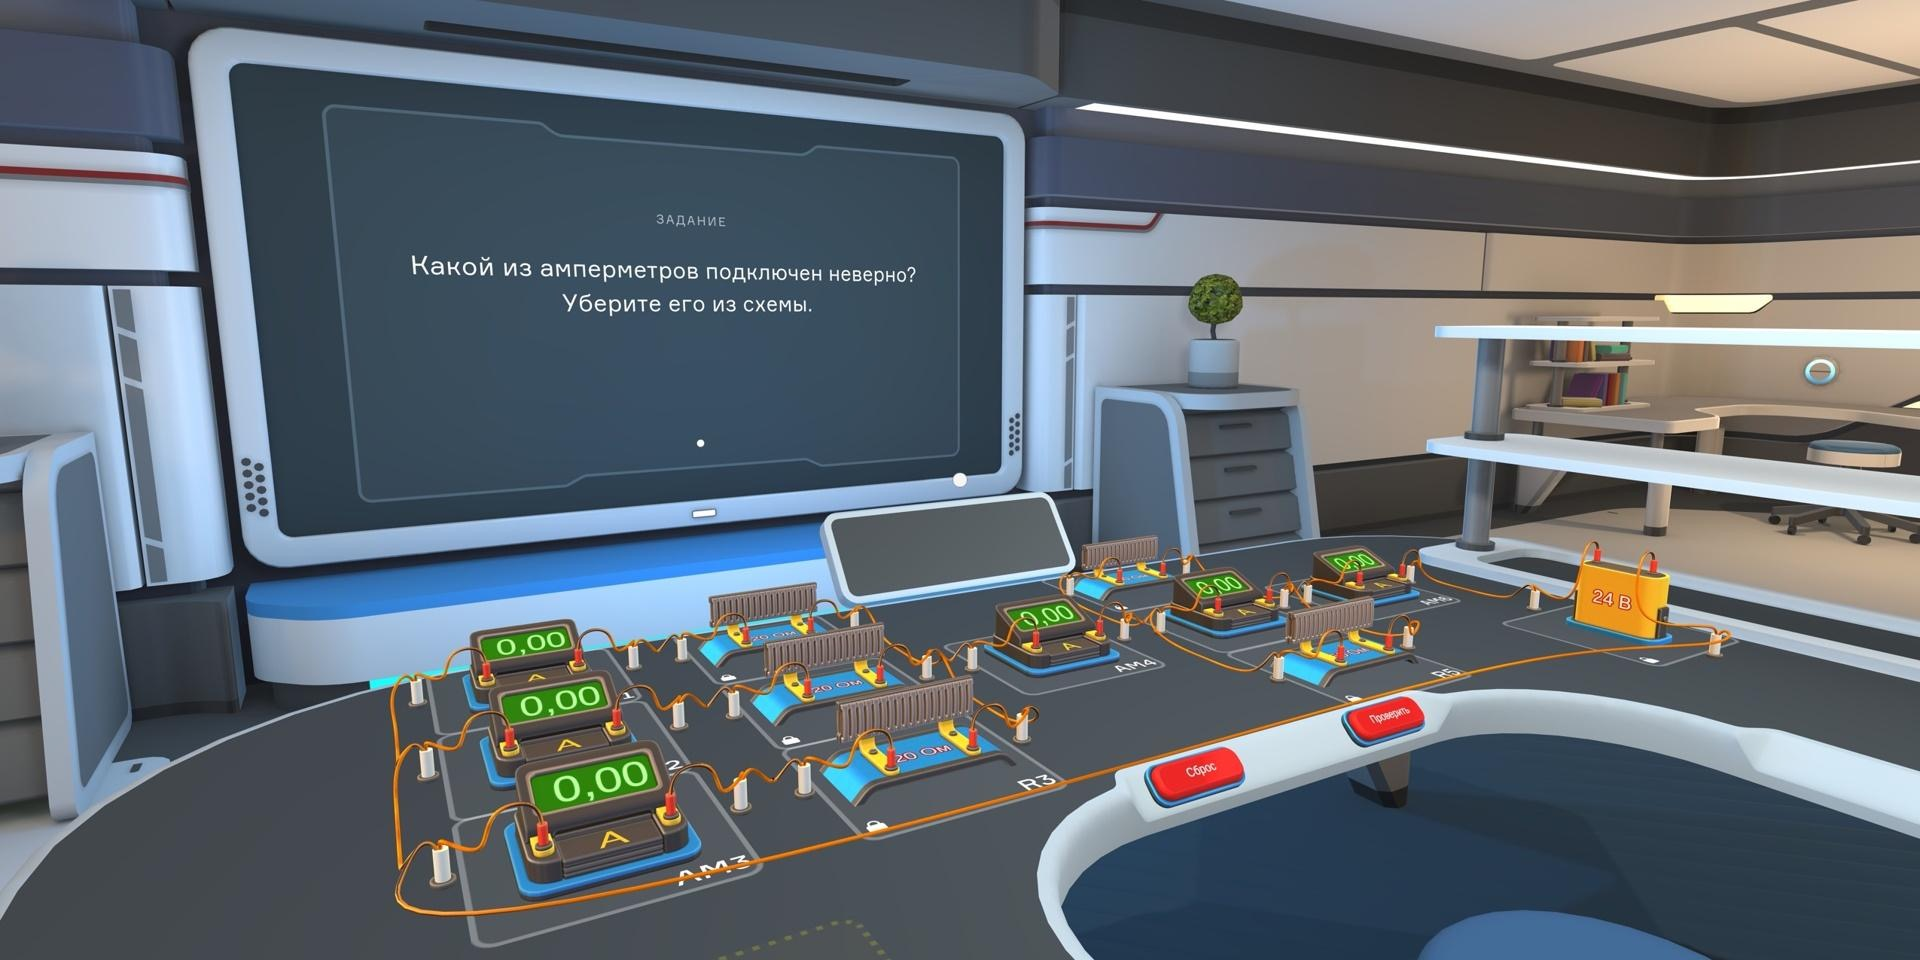 ЗАДАНИЕ
Какой из амперметров подключен неверно?
Уберите его из схемы.
24 В
0,00
A
0,00
A
0,00
A
0,00
A
0,00
A
0,00
A
20 Ом
20 Ом
20 Ом
AM4
R5
R3
AM3
2
Проверить
Сброс